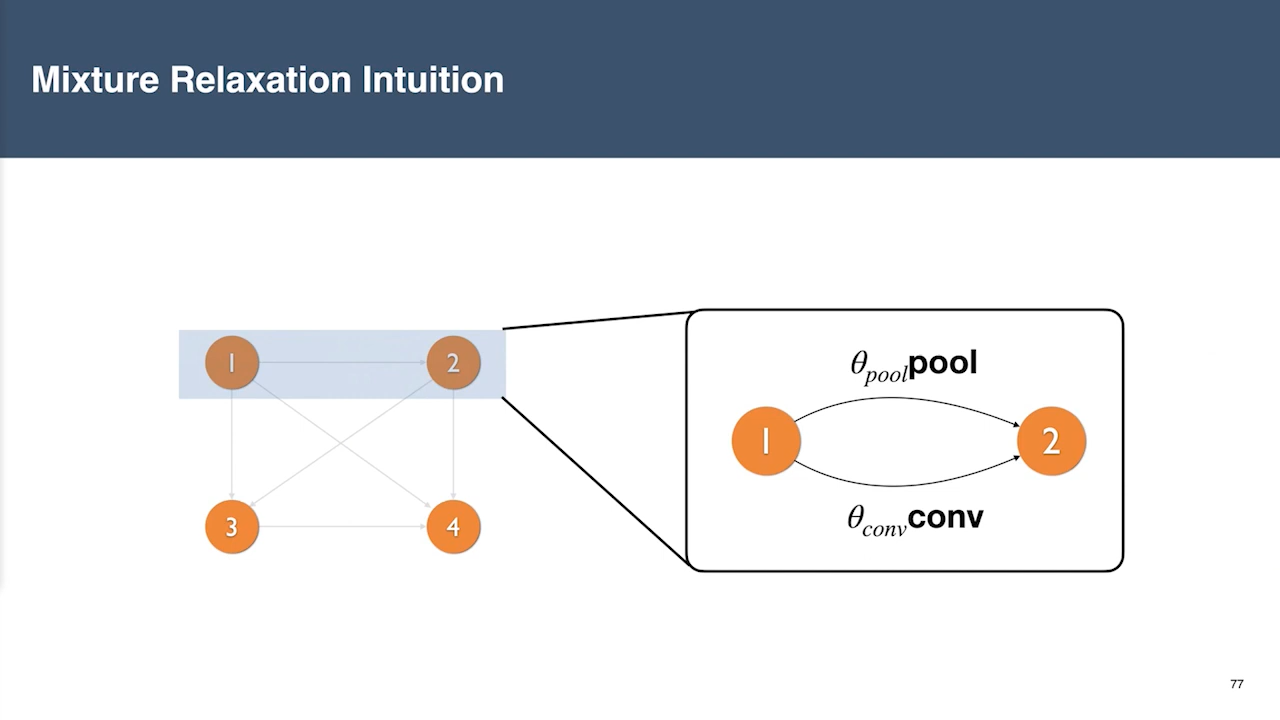 Mixture Relaxation Intuition
1 2
3 4
θ_pool pool
1 2
θ_conv conv
77